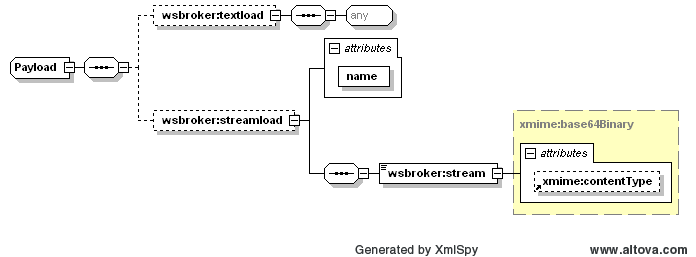 wsbroker:textload
any
Payload
attributes
name
wsbroker:streamload
xmime:base64Binary
attributes
wsbroker:stream
xmime:contentType
Generated by XmlSpy
www.altova.com